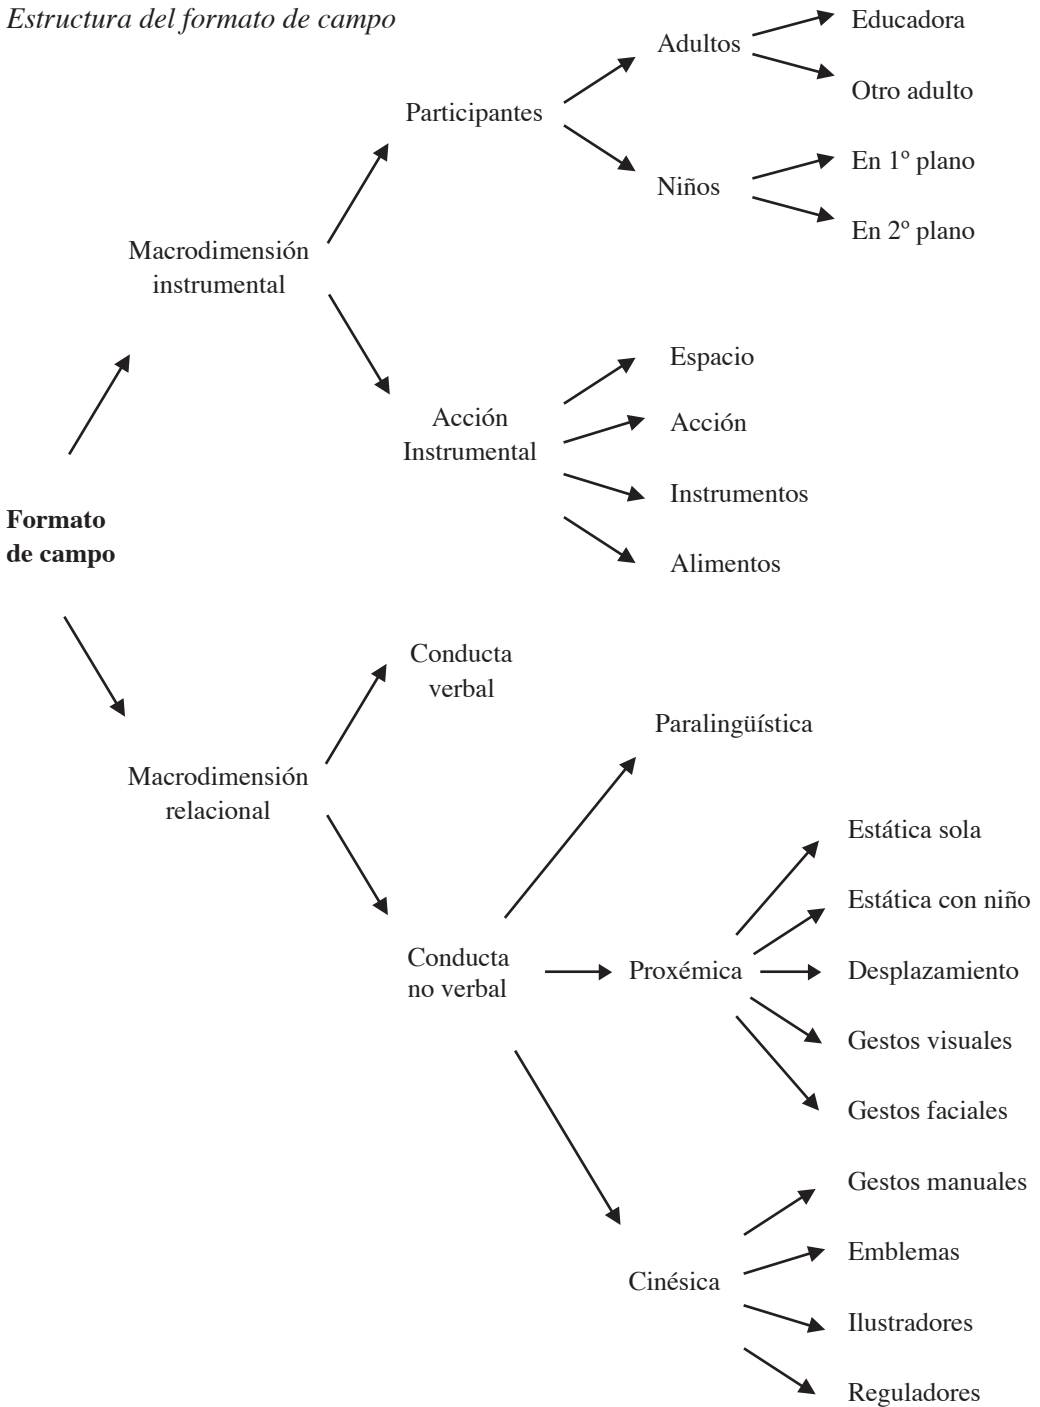 Estructura del formato de campo
Educadora
Adultos
Otro adulto
Participantes
En 1º plano
Niños
En 2º plano
Macrodimensión
instrumental
Espacio
Acción
Instrumental
Acción
Instrumentos
Alimentos
Formato
de campo
Conducta
verbal
Paralingüística
Macrodimensión
relacional
Estática sola
Estática con niño
Conducta
no verbal
Proxémica
Desplazamiento
Gestos visuales
Gestos faciales
Gestos manuales
Emblemas
Cinésica
Ilustradores
Reguladores